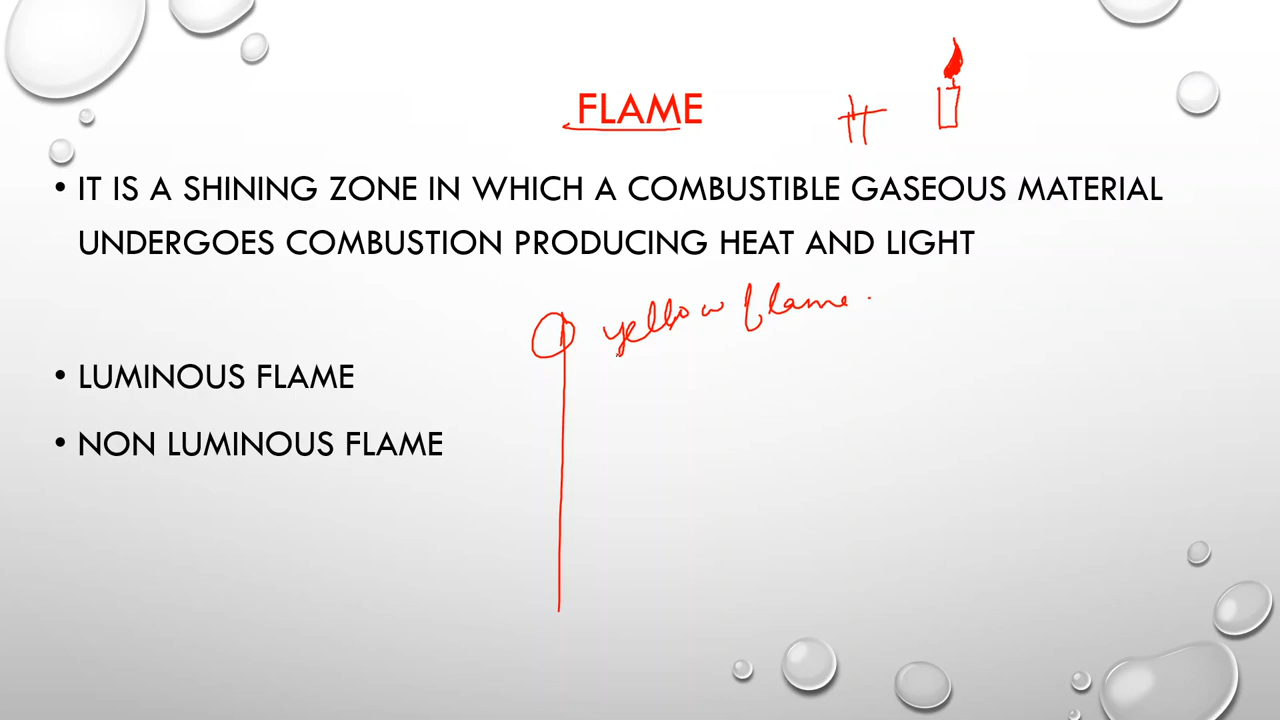 FLAME
• IT IS A SHINING ZONE IN WHICH A COMBUSTIBLE GASEOUS MATERIAL
UNDERGOES COMBUSTION PRODUCING HEAT AND LIGHT
yellow flame.
• LUMINOUS FLAME
• NON LUMINOUS FLAME